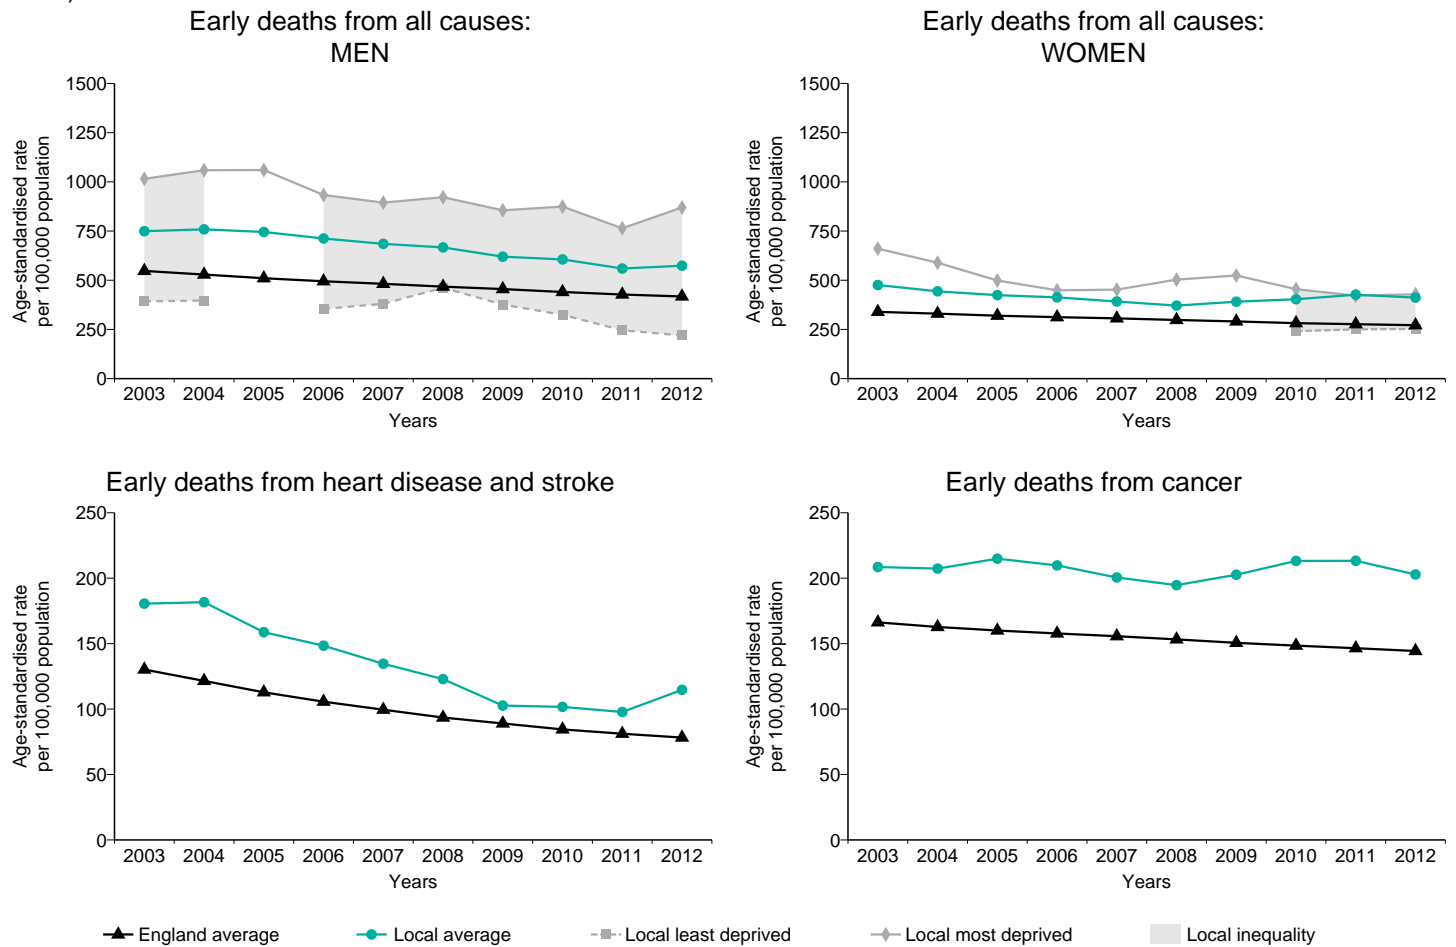 Early deaths from all causes:
MEN
Age-standardised rate
per 100,000 population
1500
1250
1000
750
500
250
0
2003 2004 2005 2006 2007 2008 2009 2010 2011 2012
Years
Early deaths from all causes:
WOMEN
Age-standardised rate
per 100,000 population
1500
1250
1000
750
500
250
0
2003 2004 2005 2006 2007 2008 2009 2010 2011 2012
Years
Early deaths from heart disease and stroke
Age-standardised rate
per 100,000 population
250
200
150
100
50
0
2003 2004 2005 2006 2007 2008 2009 2010 2011 2012
Years
Early deaths from cancer
Age-standardised rate
per 100,000 population
250
200
150
100
50
0
2003 2004 2005 2006 2007 2008 2009 2010 2011 2012
Years
England average Local average Local least deprived Local most deprived Local inequality